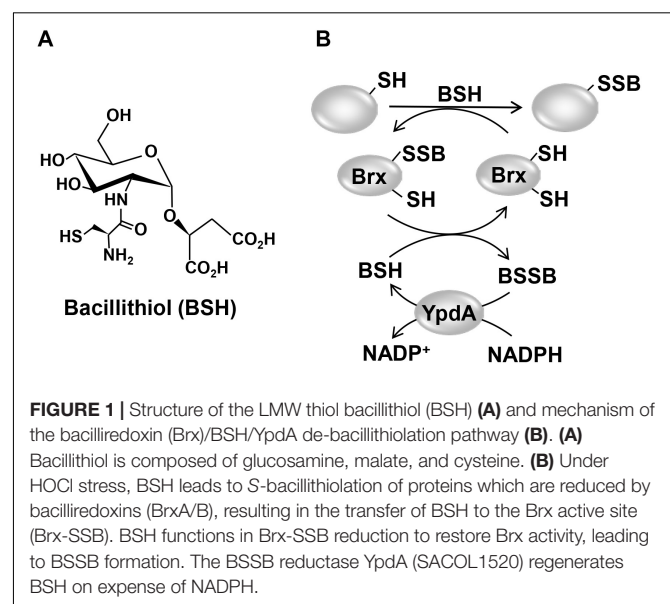 A
B
OH
O
HO
HO
HN
O
HS
O
NH₂
CO₂H
CO₂H
Bacillithiol (BSH)
SH
BSH
SSB
SSB
Brx
SH
SH
Brx
SH
BSH
BSSB
YpdA
NADP⁺
NADPH
FIGURE 1 | Structure of the LMW thiol bacillithiol (BSH) (A) and mechanism of
the bacilliredoxin (Brx)/BSH/YpdA de-bacillithiolation pathway (B). (A)
Bacillithiol is composed of glucosamine, malate, and cysteine. (B) Under
HOCl stress, BSH leads to S-bacillithiolation of proteins which are reduced by
bacilliredoxins (BrxA/B), resulting in the transfer of BSH to the Brx active site
(Brx-SSB). BSH functions in Brx-SSB reduction to restore Brx activity, leading
to BSSB formation. The BSSB reductase YpdA (SACOL1520) regenerates
BSH on expense of NADPH.